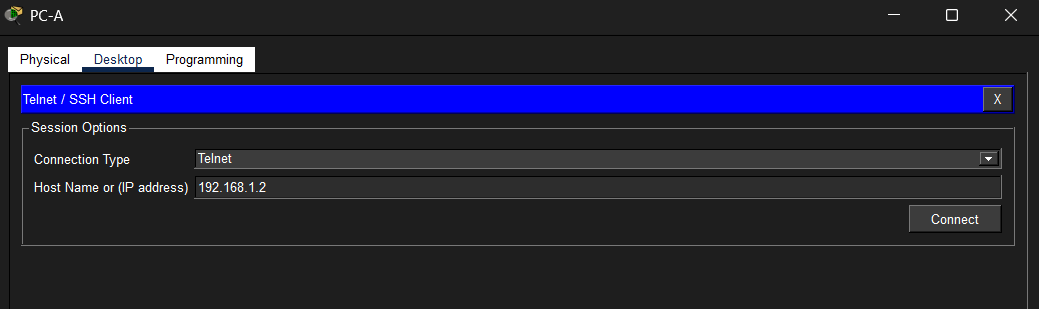 PC-A
Physical Desktop Programming
Telnet / SSH Client X
Session Options
Connection Type Telnet
Host Name or (IP address) 192.168.1.2
Connect